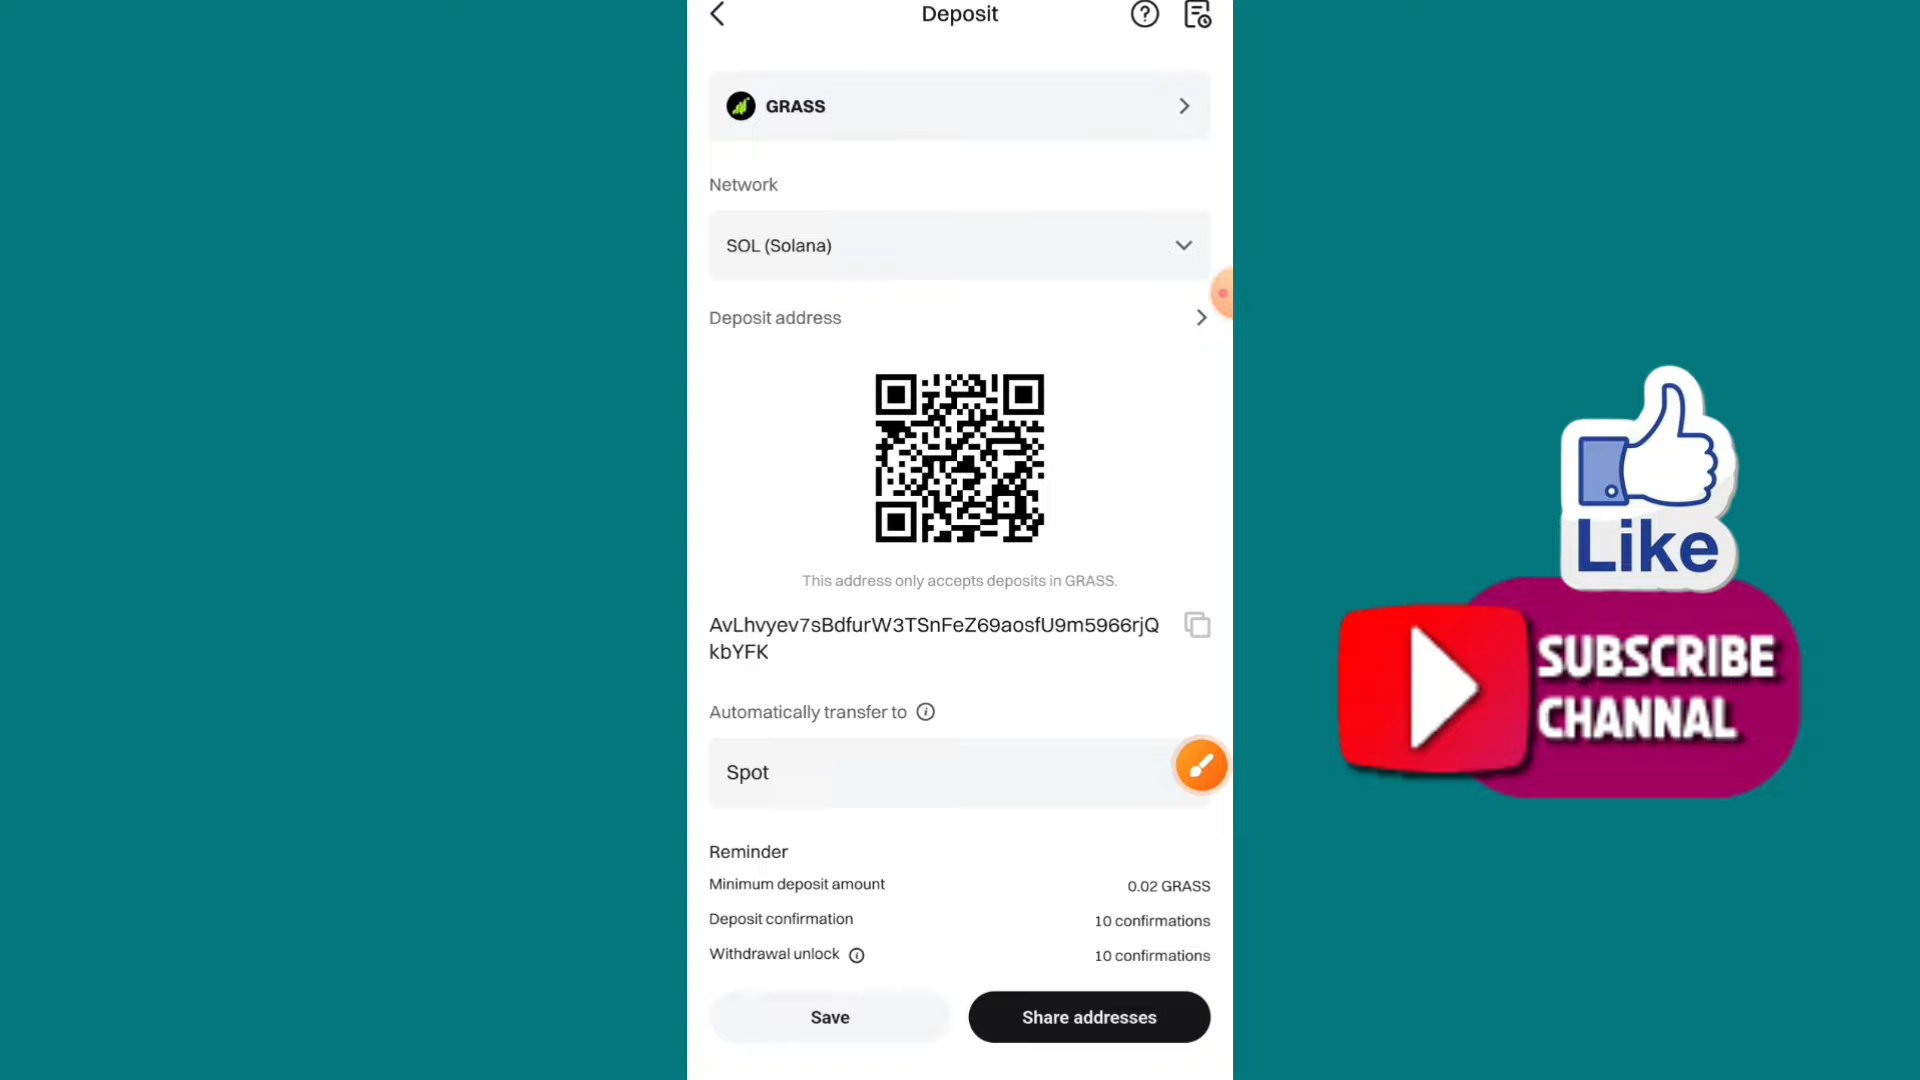 Deposit
GRASS
Network
SOL (Solana)
Deposit address
This address only accepts deposits in GRASS.
AvLhvyev7sBdfurW3TSnFeZ69aosfU9m5966rjQ
kbYFK
Automatically transfer to
Spot
Reminder
Minimum deposit amount 0.02 GRASS
Deposit confirmation 10 confirmations
Withdrawal unlock 10 confirmations
Save Share addresses
Like
SUBSCRIBE
CHANNAL